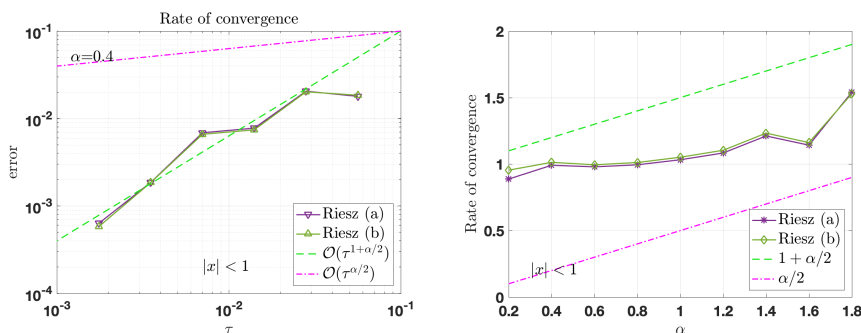 Rate of convergence
10^-1
10^-2
10^-3
10^-4
error
α=0.4
|x| < 1
Riesz (a)
Riesz (b)
O(τ^{1+α/2})
O(τ^{α/2})
10^-3
10^-2
10^-1
τ
2
1.5
1
0.5
0
Rate of convergence
|x| < 1
Riesz (a)
Riesz (b)
1 + α/2
α/2
0.2 0.4 0.6 0.8 1 1.2 1.4 1.6 1.8
α